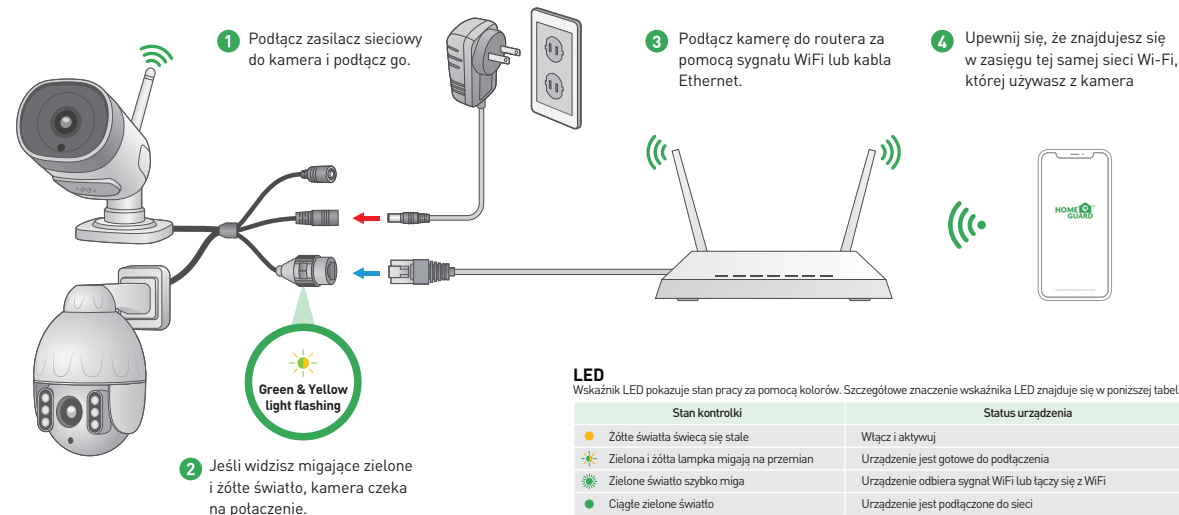 1 Podłącz zasilacz sieciowy
do kamera i podłącz go.
3 Podłącz kamerę do routera za
pomocą sygnału WiFi lub kabla
Ethernet.
4 Upewnij się, że znajdujesz się
w zasięgu tej samej sieci Wi-Fi,
której używasz z kamera
HOME
GUARD
Green & Yellow
light flashing
2 Jeśli widzisz migające zielone
i żółte światło, kamera czeka
na połączenie.
LED
Wskaźnik LED pokazuje stan pracy za pomocą kolorów. Szczegółowe znaczenie wskaźnika LED znajduje się w poniższej tabel
Stan kontrolki Status urządzenia
Żółte światła świecą się stale Włącz i aktywuj
Zielona i żółta lampka migają na przemian Urządzenie jest gotowe do podłączenia
Zielone światło szybko miga Urządzenie odbiera sygnał WiFi lub łączy się z WiFi
Ciągłe zielone światło Urządzenie jest podłączone do sieci